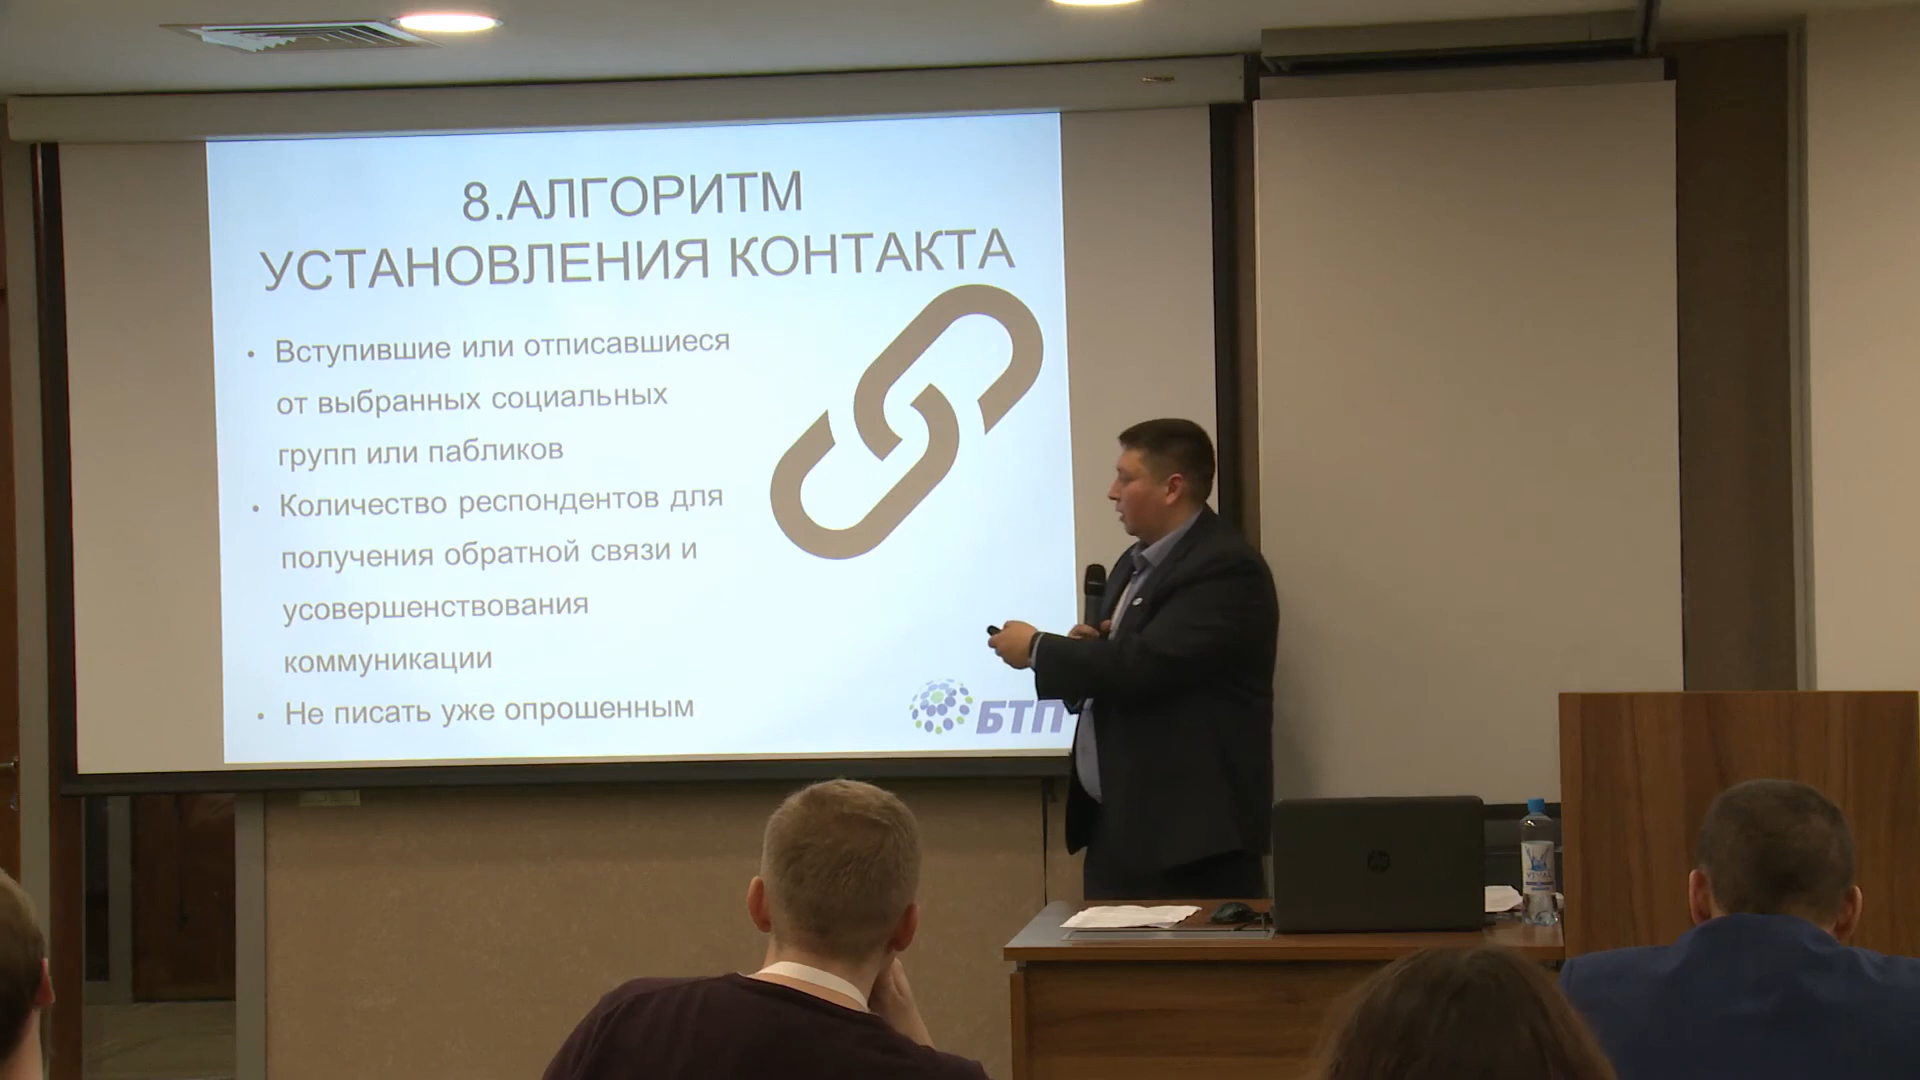 8.АЛГОРИТМ
УСТАНОВЛЕНИЯ КОНТАКТА
• Вступившие или отписавшиеся
от выбранных социальных
групп или пабликов
• Количество респондентов для
получения обратной связи и
усовершенствования
коммуникации
• Не писать уже опрошенным
БТП
hp